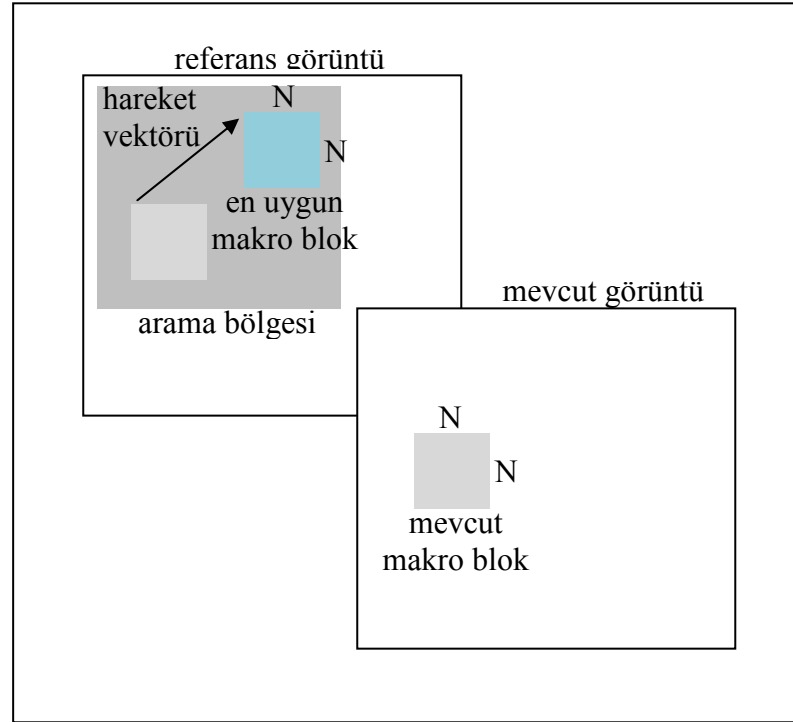 referans görüntü
hareket
vektörü
N
N
en uygun
makro blok
arama bölgesi
mevcut görüntü
N
N
mevcut
makro blok